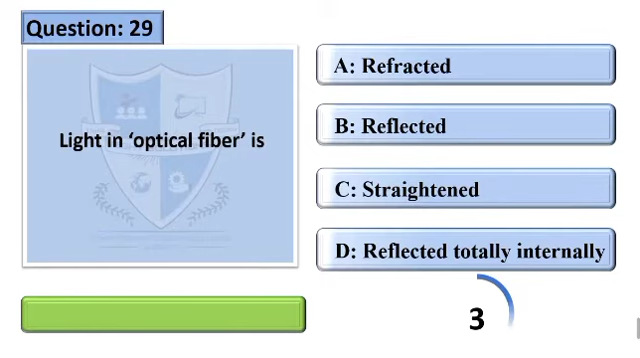 Question: 29
Light in ‘optical fiber’ is
A: Refracted
B: Reflected
C: Straightened
D: Reflected totally internally
3